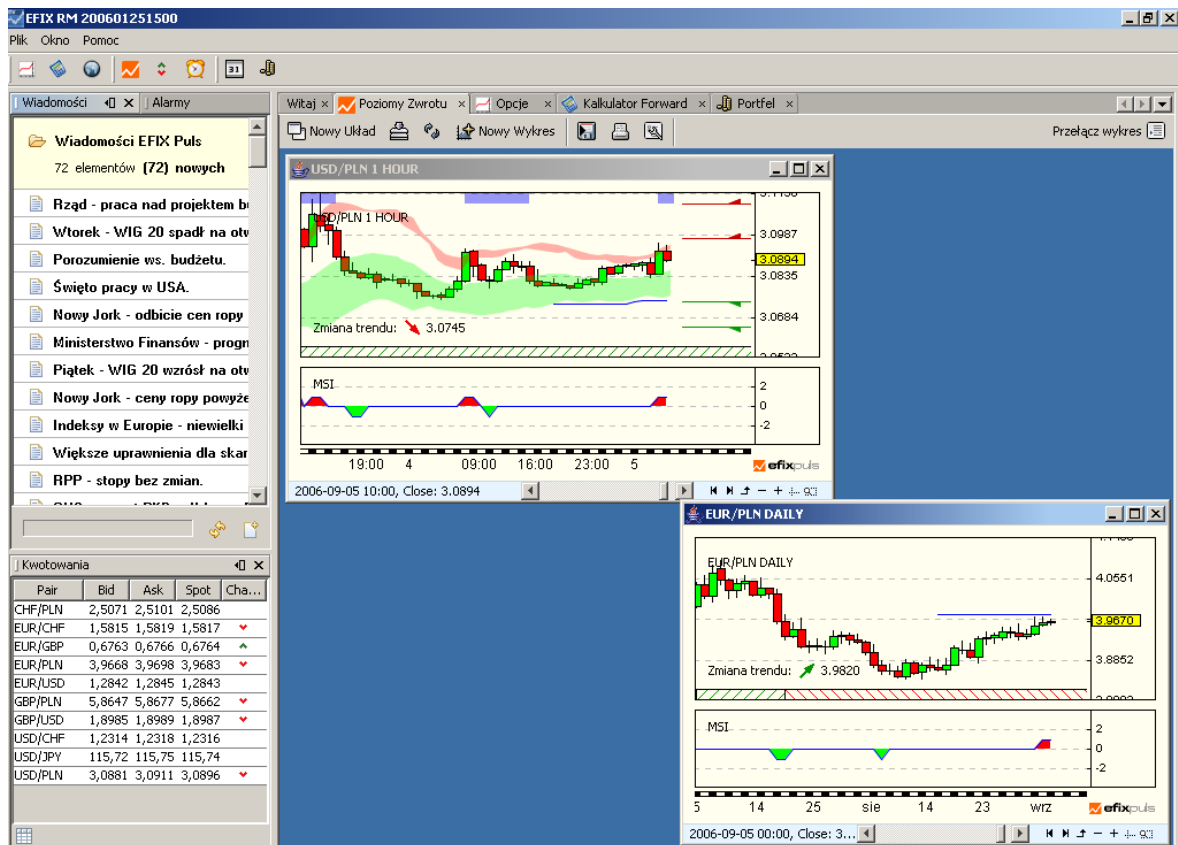 EFIX RM 200601251500
Plik Okno Pomoc
31
Wiadomości Alarmy
Witaj Poziomy Zwrotu Opcje Kalkulator Forward Portfel
Nowy Układ Nowy Wykres Przełącz wykres
Wiadomości EFIX Puls
72 elementów (72) nowych
Rząd - praca nad projektem
Wtorek - WIG 20 spadł na
Porozumienie ws. budżetu.
Święto pracy w USA.
Nowy Jork - odbicie cen ropy
Ministerstwo Finansów -
Piątek - WIG 20 wzrósł na
Nowy Jork - ceny ropy
Indeksy w Europie - niewielki
Większe uprawnienia dla
RPP - stopy bez zmian.
Kwotowania
Pair Bid Ask Spot Cha...
CHF/PLN 2,5071 2,5101 2,5086
EUR/CHF 1,5815 1,5819 1,5817
EUR/GBP 0,6763 0,6766 0,6764
EUR/PLN 3,9668 3,9698 3,9683
EUR/USD 1,2842 1,2845 1,2843
GBP/PLN 5,8647 5,8677 5,8662
GBP/USD 1,8985 1,8989 1,8987
USD/CHF 1,2314 1,2318 1,2316
USD/JPY 115,72 115,75 115,74
USD/PLN 3,0881 3,0911 3,0896
USD/PLN 1 HOUR
USD/PLN 1 HOUR
3.0987
3.0894
3.0835
3.0684
Zmiana trendu: 3.0745
MSI
2
0
-2
19:00 4 09:00 16:00 23:00 5
efixpuls
2006-09-05 10:00, Close: 3.0894
EUR/PLN DAILY
EUR/PLN DAILY
4.0551
3.9670
3.8852
Zmiana trendu: 3.9820
MSI
2
0
-2
5 14 25 sie 14 23 wrz
efixpuls
2006-09-05 00:00, Close: 3...